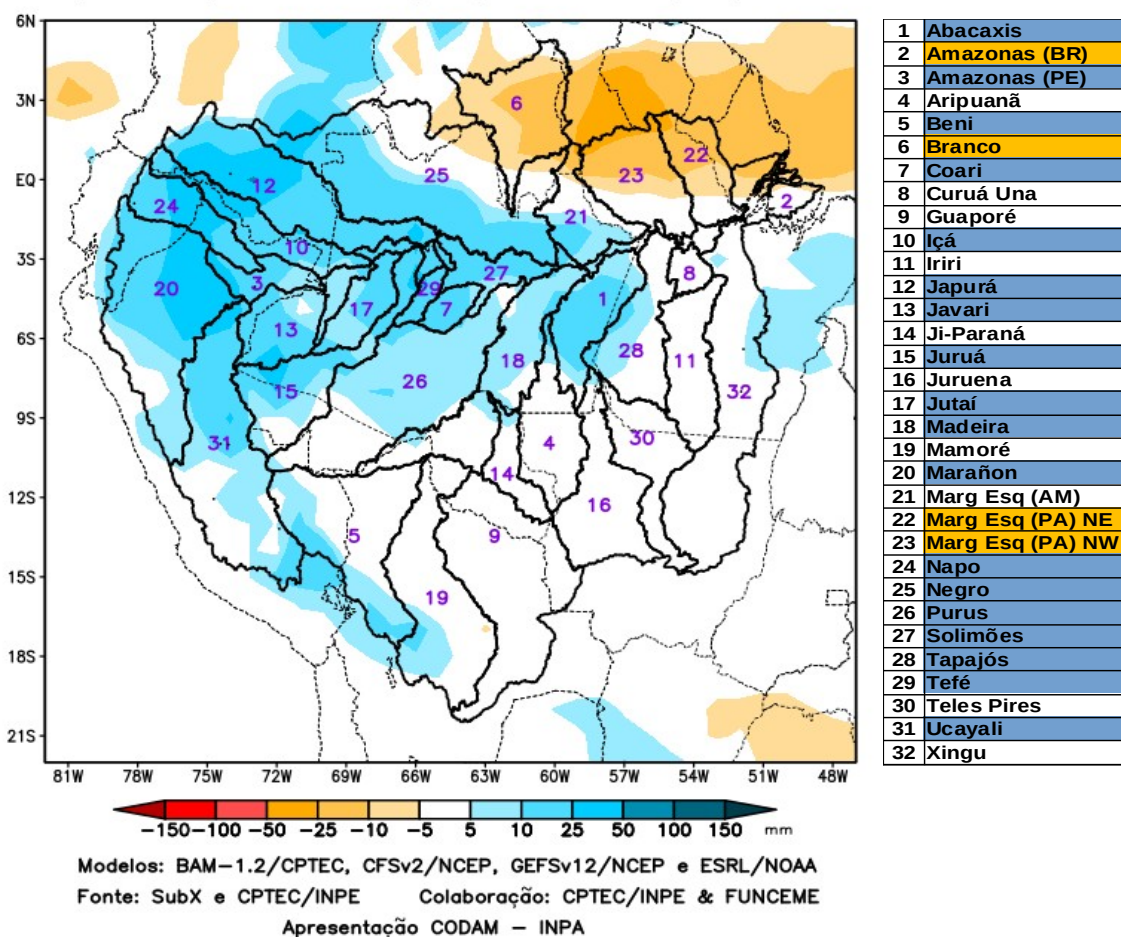 6N
3N
EQ
3S
6S
9S
12S
15S
18S
21S
81W 78W 75W 72W 69W 66W 63W 60W 57W 54W 51W 48W
6
22
23
25
12
24
2
21
10
27
8
3
20
29
1
7
17
13
28
18
11
26
15
32
31
4
30
14
16
5
9
19
-150 -100 -50 -25 -10 -5 5 10 25 50 100 150 mm
Modelos: BAM-1.2/CPTEC, CFSv2/NCEP, GEFSv12/NCEP e ESRL/NOAA
Fonte: SubX e CPTEC/INPE Colaboração: CPTEC/INPE & FUNCEME
Apresentação CODAM - INPA
1 Abacaxis
2 Amazonas (BR)
3 Amazonas (PE)
4 Aripuanã
5 Beni
6 Branco
7 Coari
8 Curuá Una
9 Guaporé
10 Içá
11 Iriri
12 Japurá
13 Javari
14 Ji-Paraná
15 Juruá
16 Juruena
17 Jutaí
18 Madeira
19 Mamoré
20 Marañon
21 Marg Esq (AM)
22 Marg Esq (PA) NE
23 Marg Esq (PA) NW
24 Napo
25 Negro
26 Purus
27 Solimões
28 Tapajós
29 Tefé
30 Teles Pires
31 Ucayali
32 Xingu